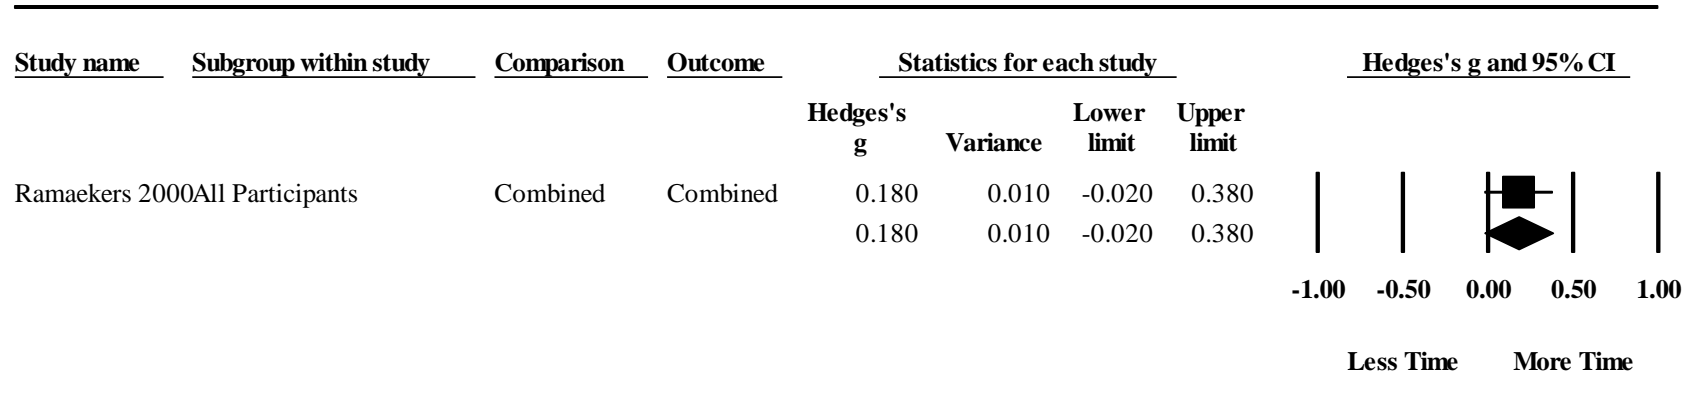 Study name Subgroup within study Comparison Outcome Statistics for each study Hedges's g and 95% CI
Hedges's Lower Upper
g Variance limit limit
Ramaekers 2000All Participants Combined Combined 0.180 0.010 -0.020 0.380
0.180 0.010 -0.020 0.380
-1.00 -0.50 0.00 0.50 1.00
Less Time More Time